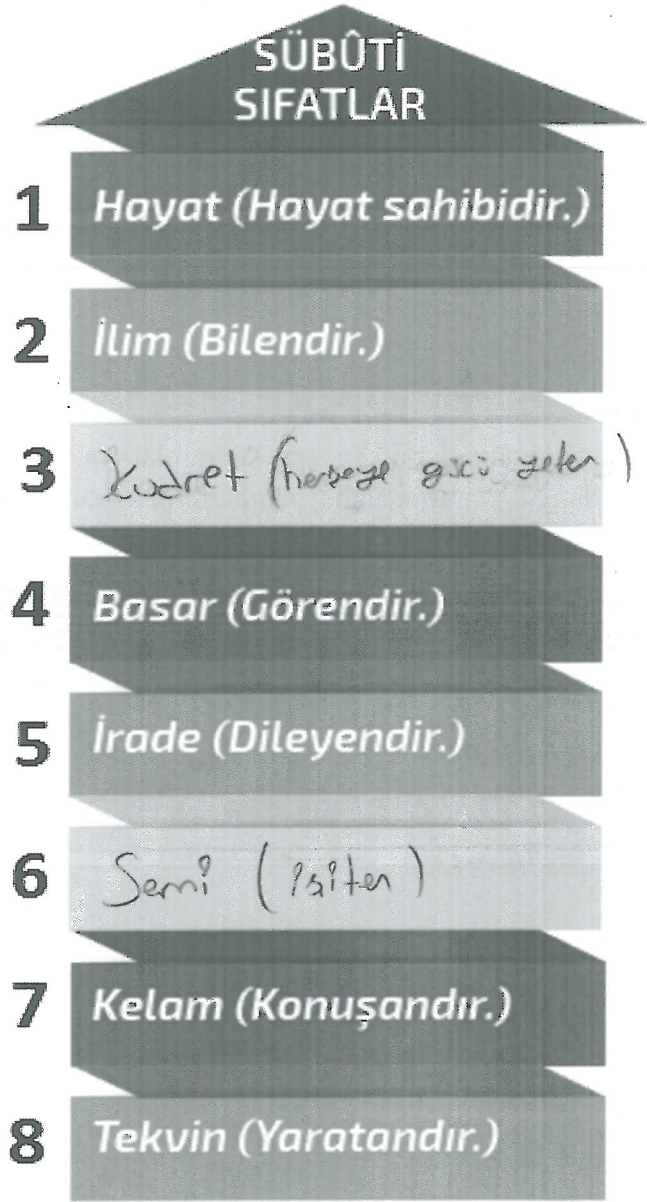 SÜBÛTİ
SIFATLAR
1 Hayat (Hayat sahibidir.)
2 İlim (Bilendir.)
3 Kudret (herşeye gücü yeten)
4 Basar (Görendir.)
5 İrade (Dileyendir.)
6 Semi (işiten)
7 Kelam (Konuşandır.)
8 Tekvin (Yaratandır.)